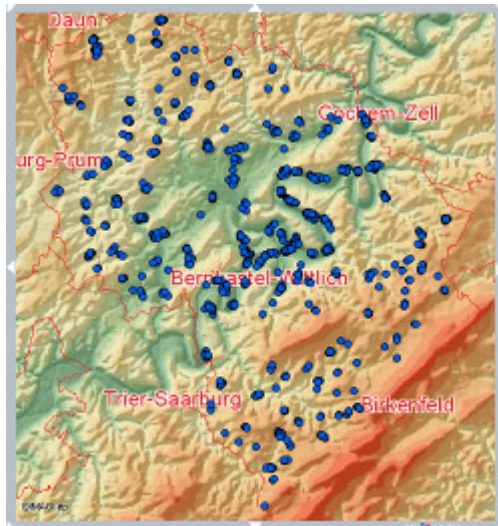 Daun
Cochem-Zell
urg-Prum
Bernkastel-Wittlich
Trier-Saarburg
Birkenfeld